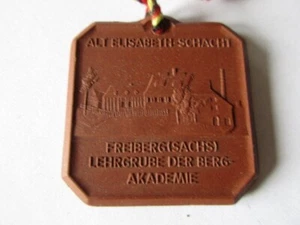 ALT ELISABETH-SCHACHT
FREIBERG(SACHS)
LEHRGRUBE DER BERG-
AKADEMIE